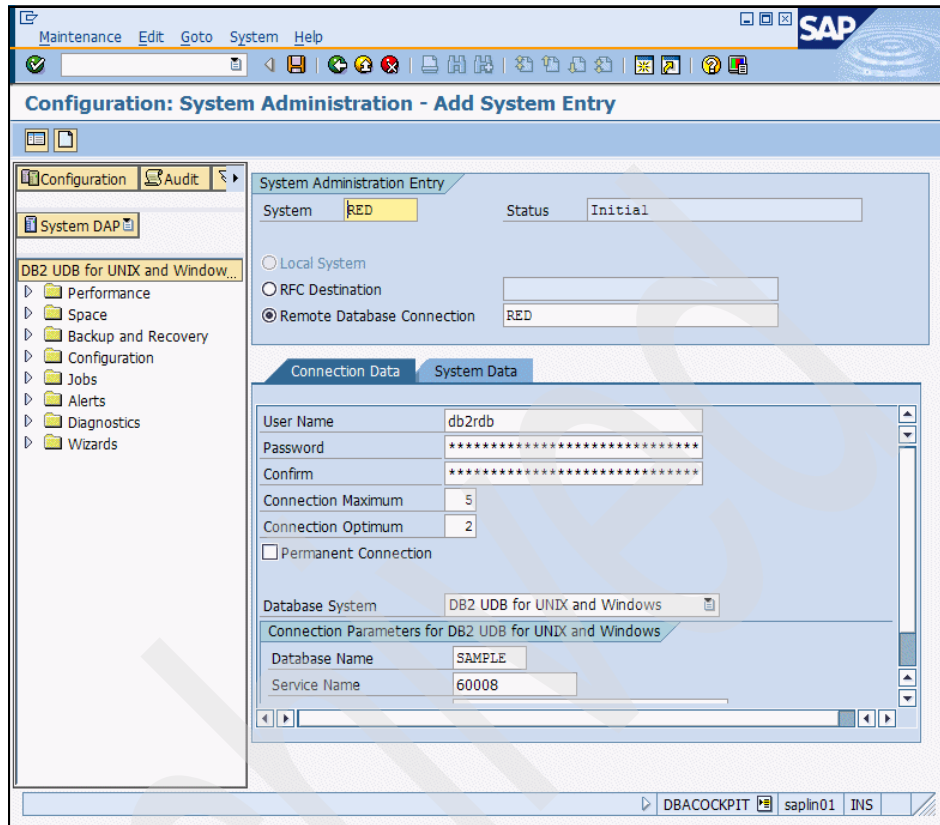 Maintenance Edit Goto System Help
SAP
Configuration: System Administration - Add System Entry
Configuration Audit
System DAP
DB2 UDB for UNIX and Window...
Performance
Space
Backup and Recovery
Configuration
Jobs
Alerts
Diagnostics
Wizards
System Administration Entry
System RED Status Initial
Local System
RFC Destination
Remote Database Connection RED
Connection Data System Data
User Name db2rdb
Password ******************************
Confirm ******************************
Connection Maximum 5
Connection Optimum 2
Permanent Connection
Database System DB2 UDB for UNIX and Windows
Connection Parameters for DB2 UDB for UNIX and Windows
Database Name SAMPLE
Service Name 60008
DBACOCKPIT saplin01 INS